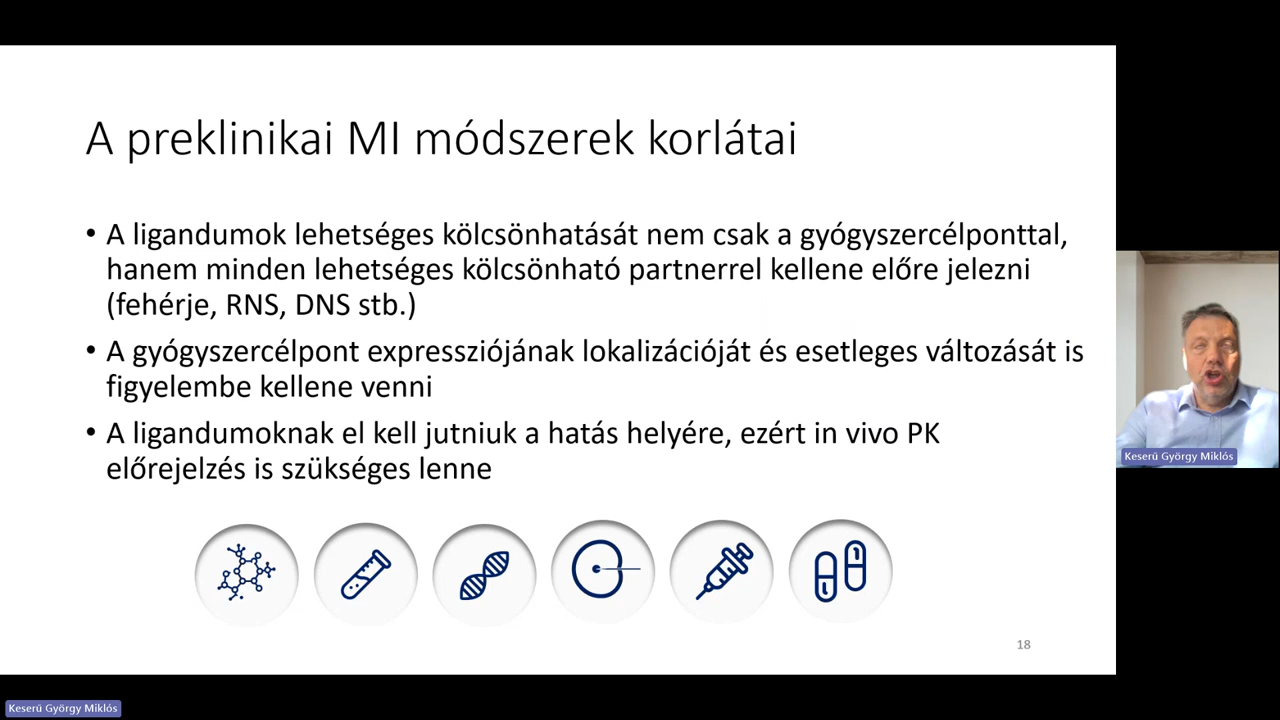 A preklinikai MI módszerek korlátai
• A ligandumok lehetséges kölcsönhatását nem csak a gyógyszercélponttal,
hanem minden lehetséges kölcsönható partnerrel kellene előre jelezni
(fehérje, RNS, DNS stb.)
• A gyógyszercélpont expressziójának lokalizációját és esetleges változását is
figyelembe kellene venni
• A ligandumoknak el kell jutniuk a hatás helyére, ezért in vivo PK
előrejelzés is szükséges lenne
18
Keserű György Miklós
Keserű György Miklós